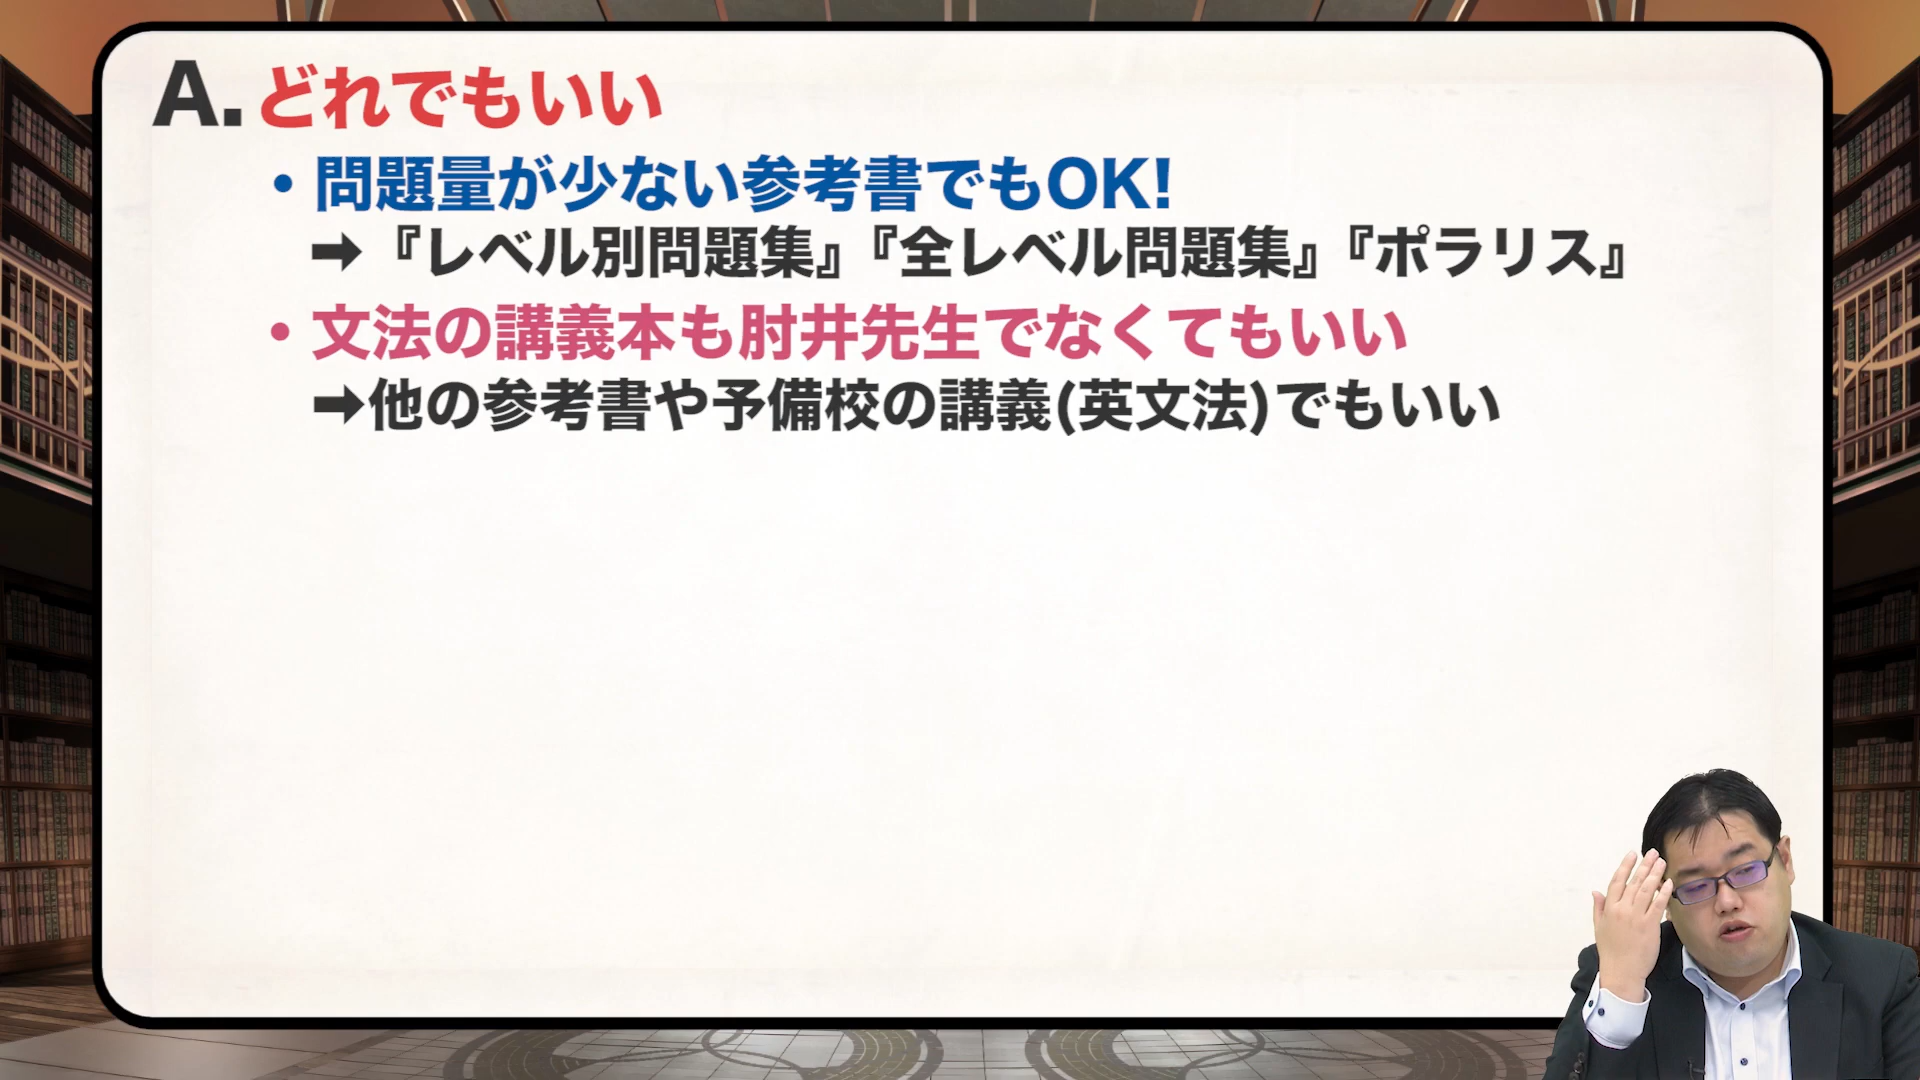 A.どれでもいい
・問題量が少ない参考書でもOK!
➡『レベル別問題集』『全レベル問題集』『ポラリス』
・文法の講義本も肘井先生でなくてもいい
➡他の参考書や予備校の講義(英文法)でもいい